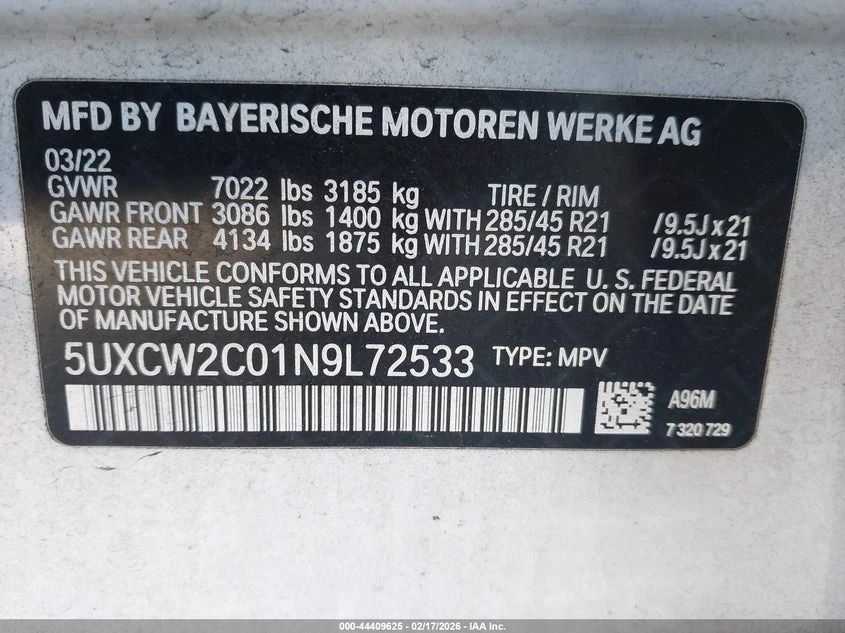 MFD BY BAYERISCHE MOTOREN WERKE AG
03/22
GVWR 7022 lbs 3185 kg TIRE / RIM
GAWR FRONT 3086 lbs 1400 kg WITH 285/45 R21 /9.5J x 21
GAWR REAR 4134 lbs 1875 kg WITH 285/45 R21 /9.5J x 21
THIS VEHICLE CONFORMS TO ALL APPLICABLE U. S. FEDERAL
MOTOR VEHICLE SAFETY STANDARDS IN EFFECT ON THE DATE
OF MANUFACTURE SHOWN ABOVE.
5UXCW2C01N9L72533 TYPE: MPV
A96M
7 320 729
000-44409625 - 02/17/2026 - IAA Inc.